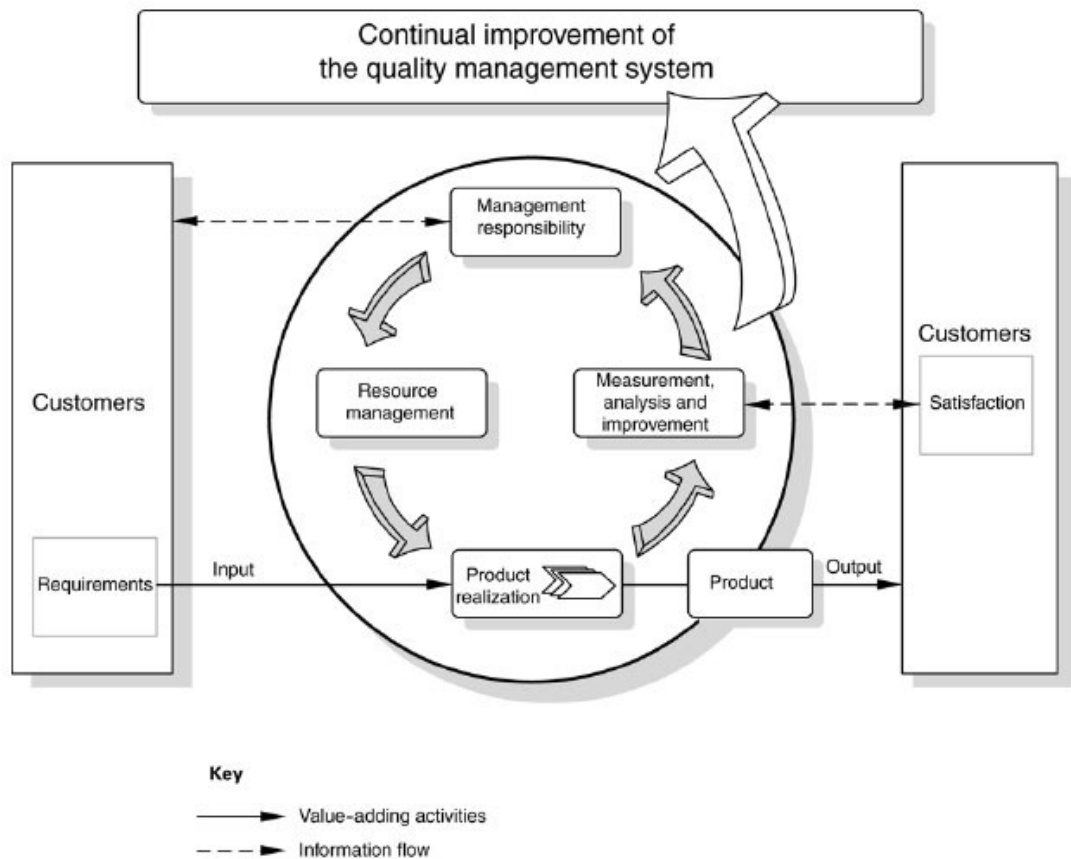 Continual improvement of
the quality management system
Management
responsibility
Customers
Resource
management
Measurement,
analysis and
improvement
Customers
Satisfaction
Requirements
Input
Product
realization
Product
Output
Key
Value-adding activities
Information flow